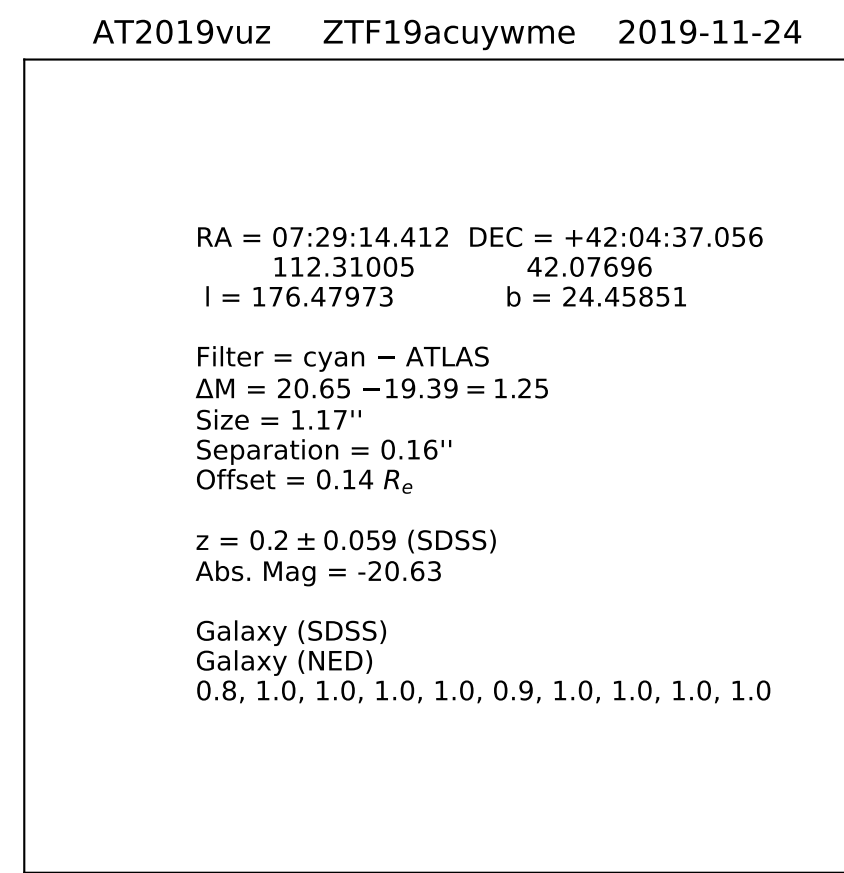 AT2019vuz ZTF19acuywme 2019-11-24
RA = 07:29:14.412 DEC = +42:04:37.056
112.31005 42.07696
l = 176.47973 b = 24.45851
Filter = cyan − ATLAS
ΔM = 20.65 −19.39 = 1.25
Size = 1.17''
Separation = 0.16''
Offset = 0.14 Rₑ
z = 0.2 ± 0.059 (SDSS)
Abs. Mag = -20.63
Galaxy (SDSS)
Galaxy (NED)
0.8, 1.0, 1.0, 1.0, 1.0, 0.9, 1.0, 1.0, 1.0, 1.0